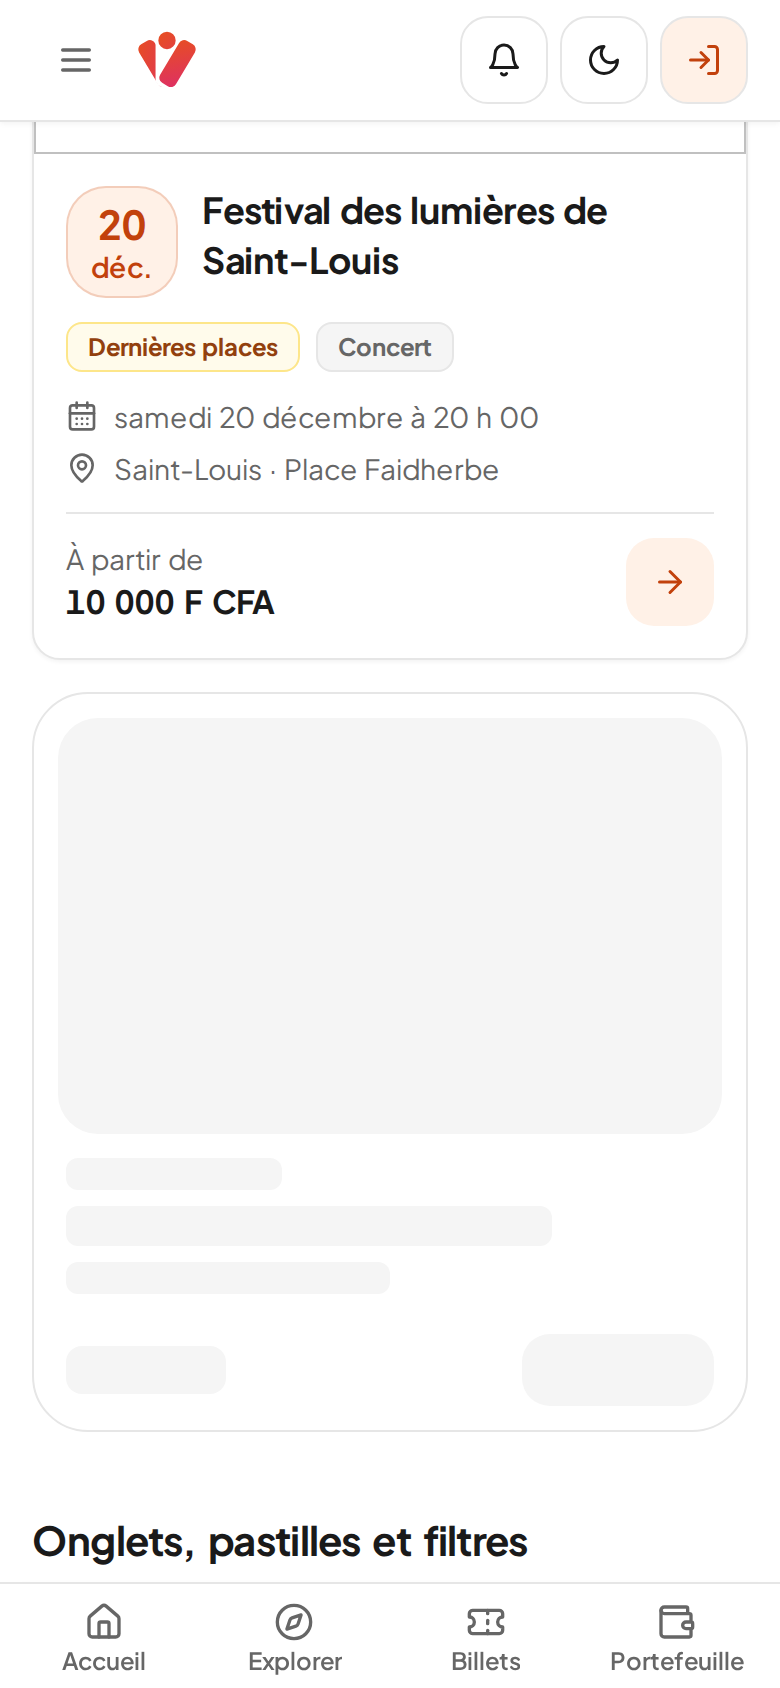 20
déc.
Festival des lumières de
Saint-Louis
Dernières places
Concert
samedi 20 décembre à 20 h 00
Saint-Louis · Place Faidherbe
À partir de
10 000 F CFA
Onglets, pastilles et filtres
Accueil
Explorer
Billets
Portefeuille